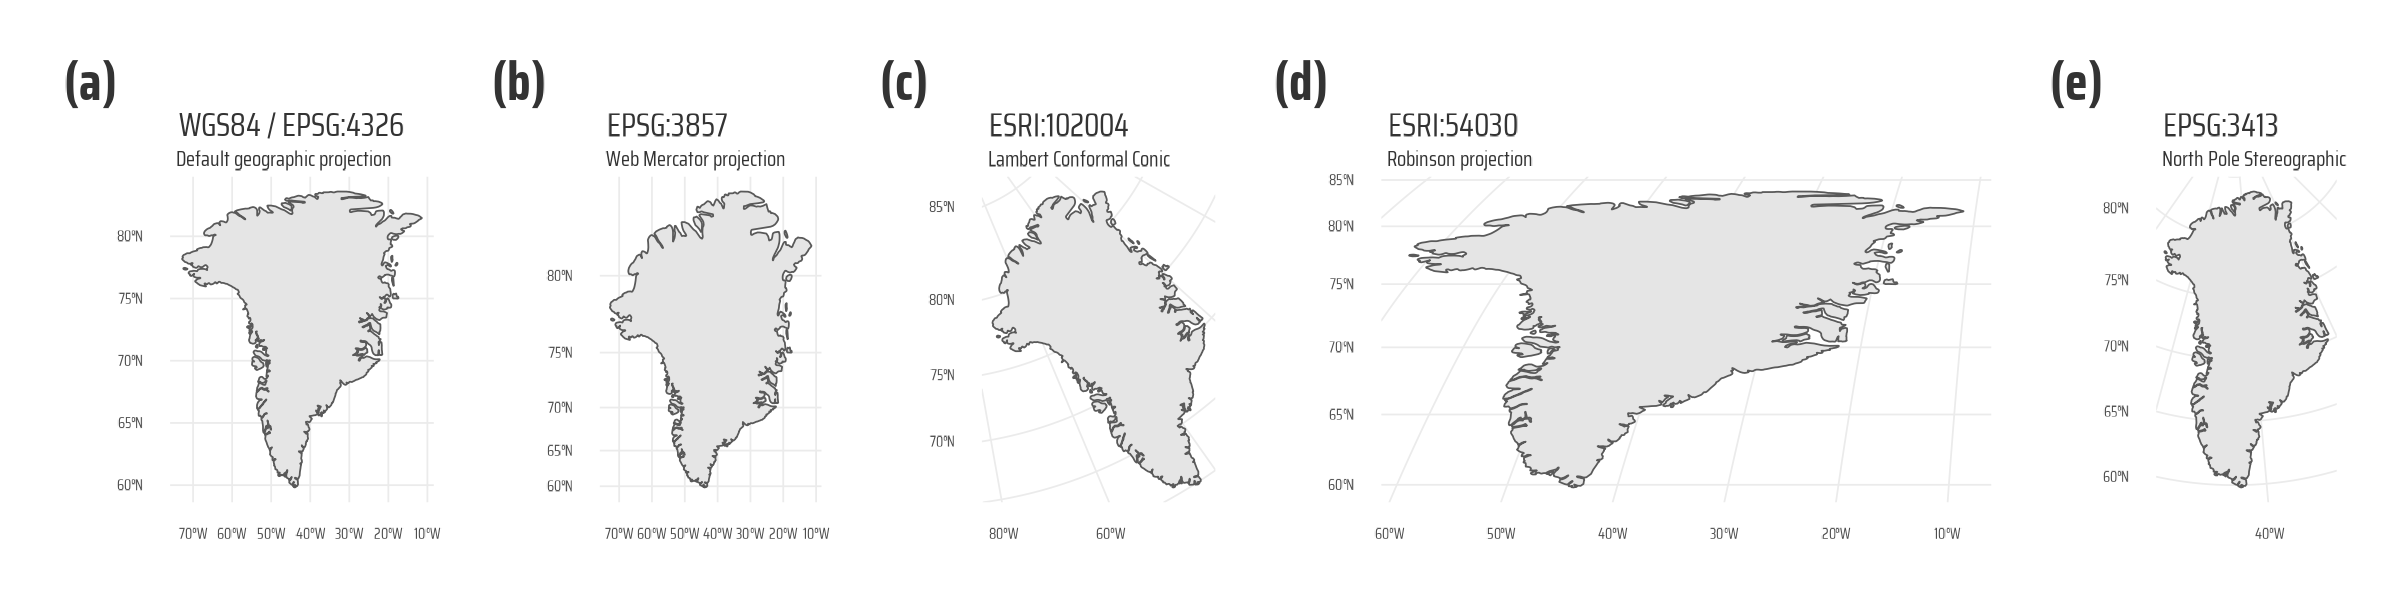 (a)
WGS84 / EPSG:4326
Default geographic projection
80°N
75°N
70°N
65°N
60°N
70°W 60°W 50°W 40°W 30°W 20°W 10°W
(b)
EPSG:3857
Web Mercator projection
80°N
75°N
70°N
65°N
60°N
70°W 60°W 50°W 40°W 30°W 20°W 10°W
(c)
ESRI:102004
Lambert Conformal Conic
85°N
80°N
75°N
70°N
80°W 60°W
(d)
ESRI:54030
Robinson projection
85°N
80°N
75°N
70°N
65°N
60°N
60°W 50°W 40°W 30°W 20°W 10°W
(e)
EPSG:3413
North Pole Stereographic
80°N
75°N
70°N
65°N
60°N
40°W